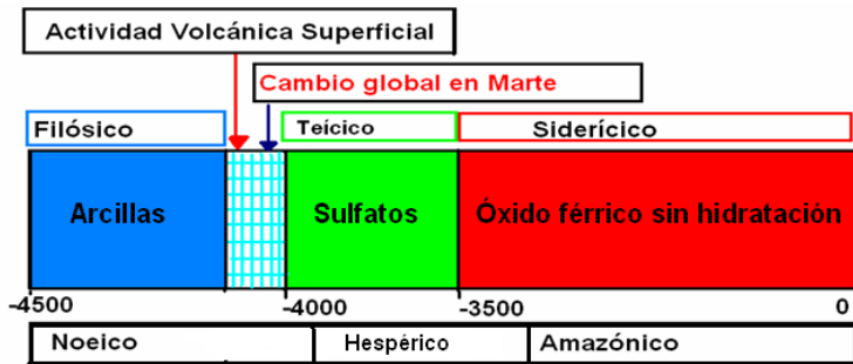 Actividad Volcánica Superficial
Cambio global en Marte
Filósico
Teícico
Siderícico
Arcillas
Sulfatos
Óxido férrico sin hidratación
-4500
-4000
-3500
0
Noeico
Hespérico
Amazónico